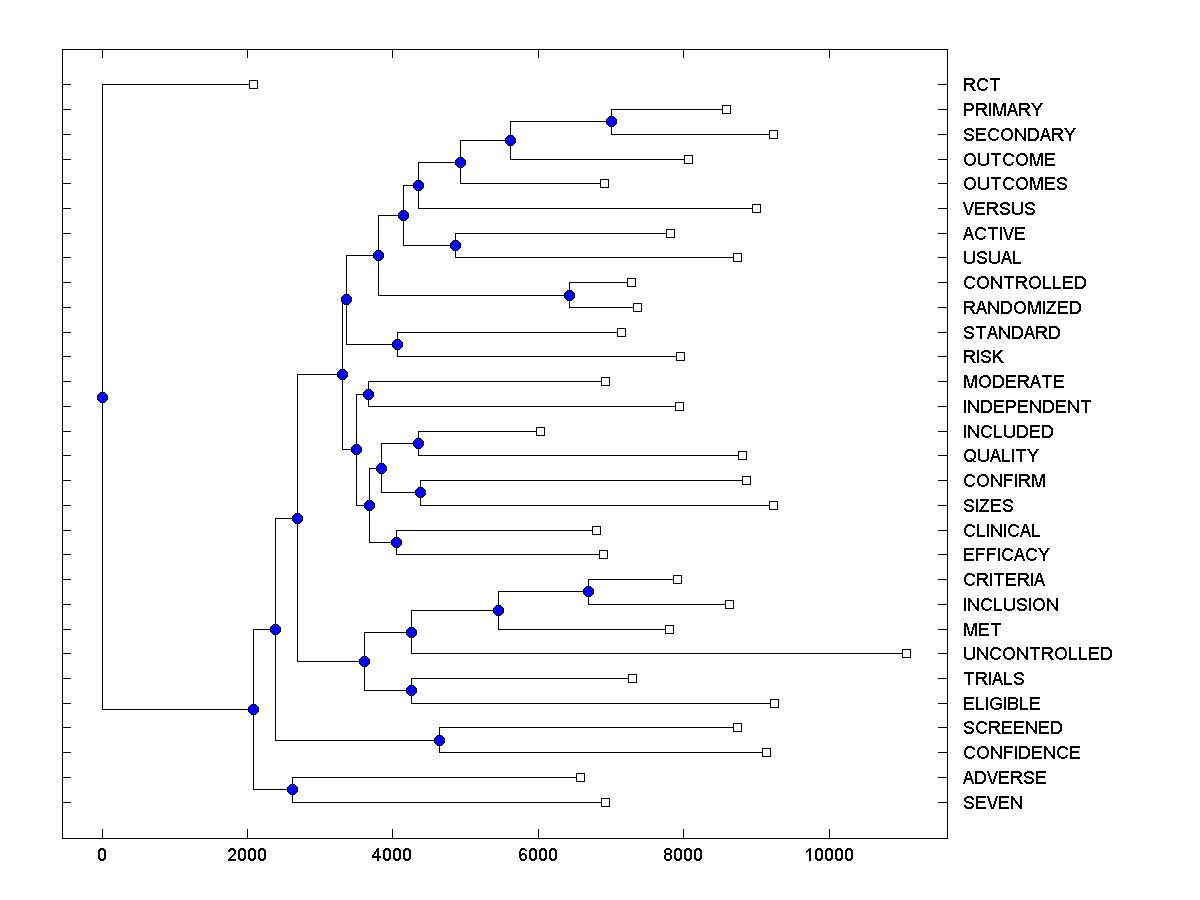 RCT
PRIMARY
SECONDARY
OUTCOME
OUTCOMES
VERSUS
ACTIVE
USUAL
CONTROLLED
RANDOMIZED
STANDARD
RISK
MODERATE
INDEPENDENT
INCLUDED
QUALITY
CONFIRM
SIZES
CLINICAL
EFFICACY
CRITERIA
INCLUSION
MET
UNCONTROLLED
TRIALS
ELIGIBLE
SCREENED
CONFIDENCE
ADVERSE
SEVEN
0 2000 4000 6000 8000 10000